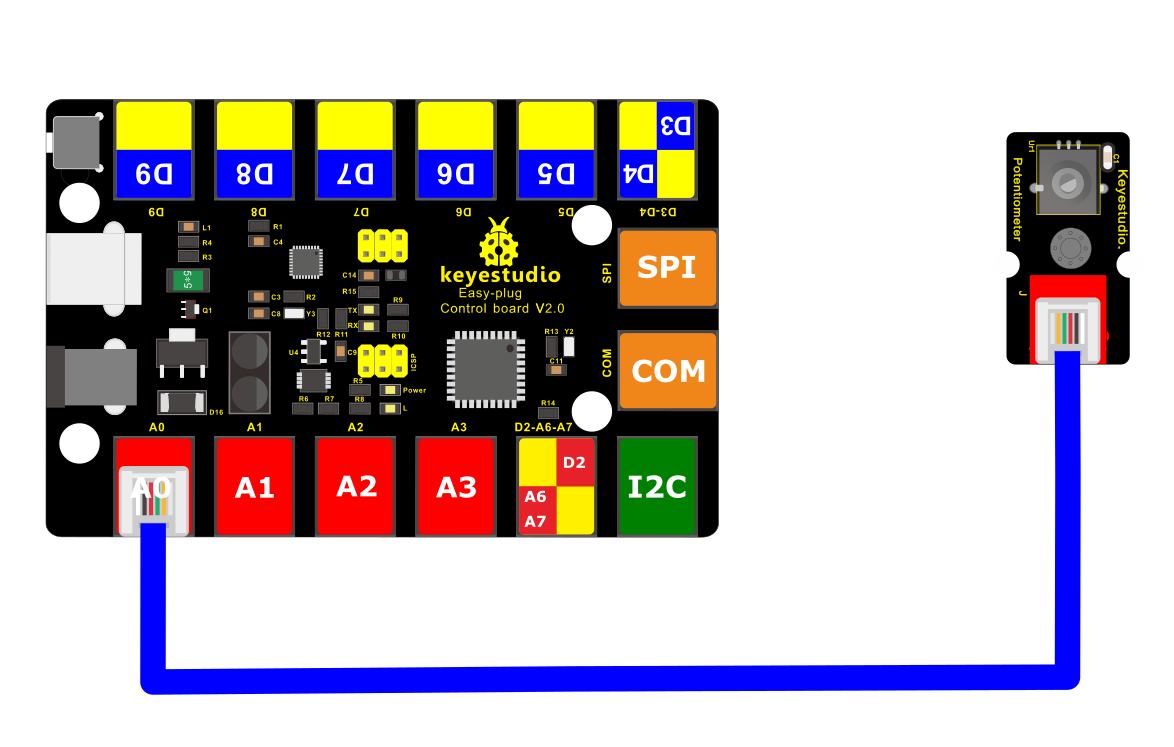 D9
D8
D7
D6
D5
D3
D4
D9
D8
D7
D6
D5
D3-D4
L1
R4
R3
R1
C4
5*5
Q1
C14
R15
C3
R2
C8
Y3
TX
RX
R9
R10
R12
R11
U4
C9
ICSP
R5
R6
R7
R8
Power
L
D16
keyestudio
Easy-plug
Control board V2.0
R13
Y2
C11
R14
SPI
SPI
COM
COM
A0
A1
A2
A3
D2-A6-A7
A0
A1
A2
A3
D2
A6
A7
I2C
Ur1
C1
Potentiometer
Keyestudio.
J